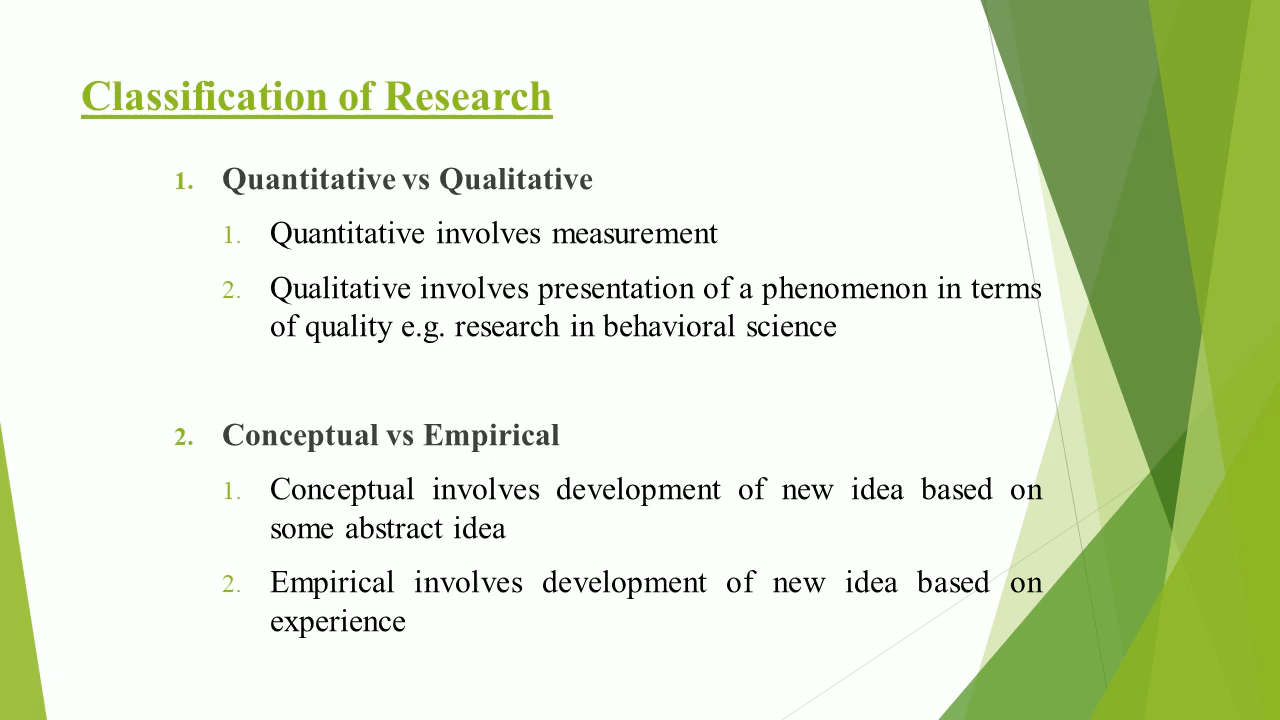 Classification of Research
1. Quantitative vs Qualitative
1. Quantitative involves measurement
2. Qualitative involves presentation of a phenomenon in terms
of quality e.g. research in behavioral science
2. Conceptual vs Empirical
1. Conceptual involves development of new idea based on
some abstract idea
2. Empirical involves development of new idea based on
experience